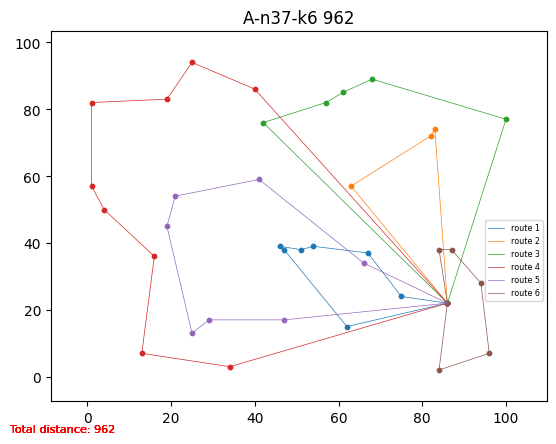 A-n37-k6 962
100
80
60
40
20
0
route 1
route 2
route 3
route 4
route 5
route 6
0 20 40 60 80 100
Total distance: 962